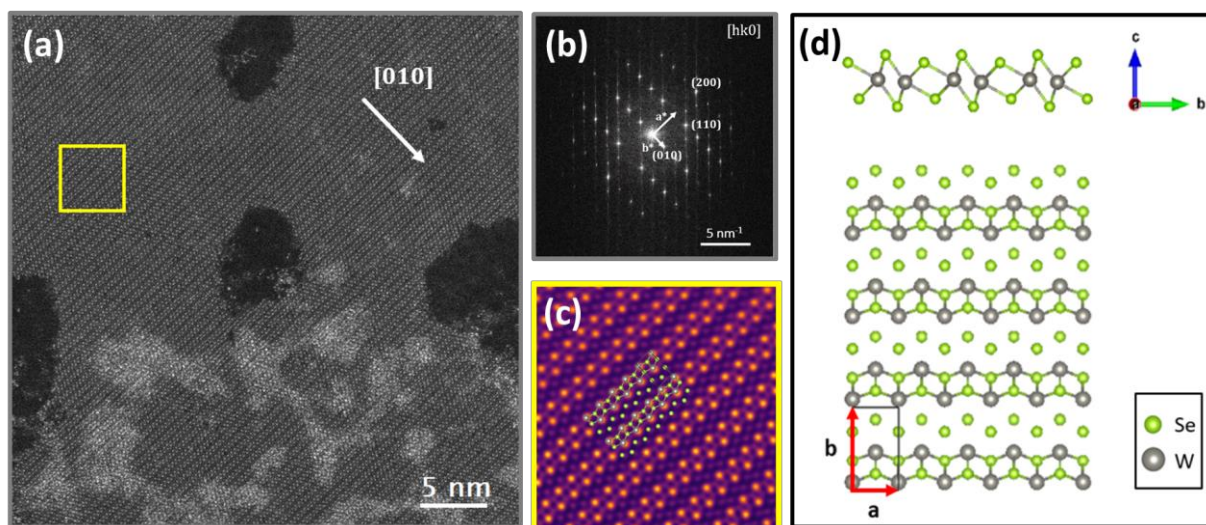 (a)
[010]
5 nm
(b)
[hk0]
(200)
a*
(110)
b*
(010)
5 nm⁻¹
(c)
(d)
c
a
b
b
a
Se
W